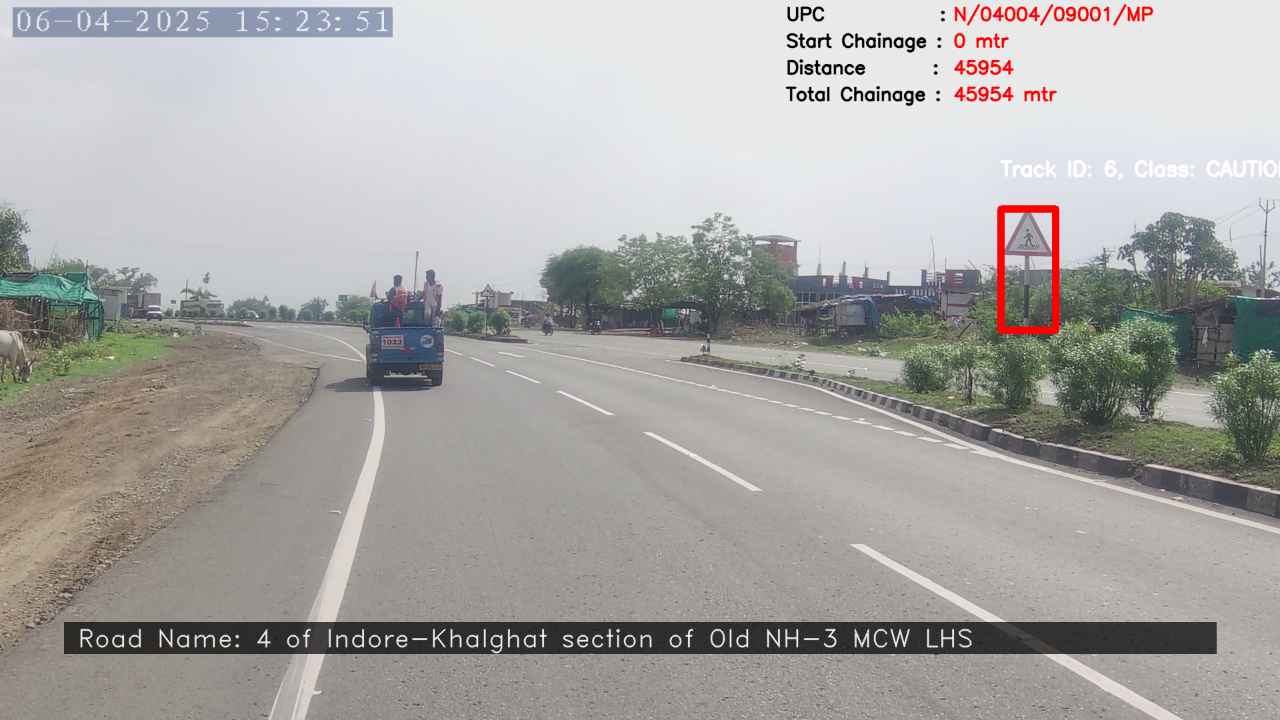 06-04-2025 15:23:51
UPC : N/04004/09001/MP
Start Chainage : 0 mtr
Distance : 45954
Total Chainage : 45954 mtr
Track ID: 6, Class: CAUTIO
1033
Road Name: 4 of Indore-Khalghat section of Old NH-3 MCW LHS